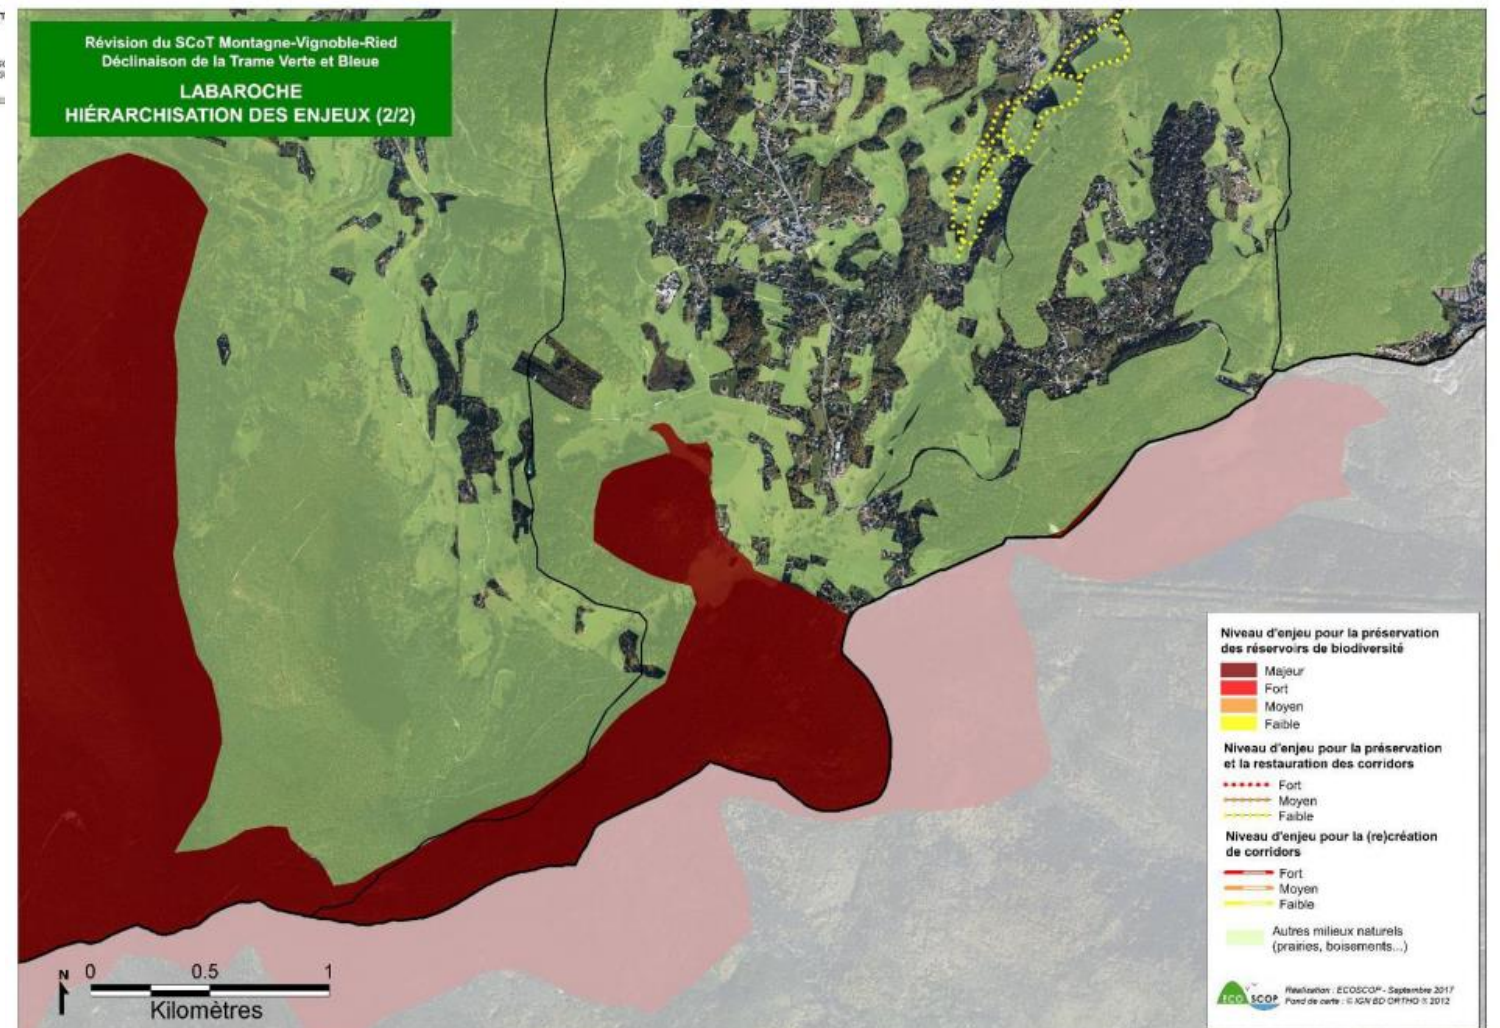 Révision du SCoT Montagne-Vignoble-Ried
Déclinaison de la Trame Verte et Bleue
LABAROCHE
HIÉRARCHISATION DES ENJEUX (2/2)
Niveau d'enjeu pour la préservation
des réservoirs de biodiversité
Majeur
Fort
Moyen
Faible
Niveau d'enjeu pour la préservation
et la restauration des corridors
Fort
Moyen
Faible
Niveau d'enjeu pour la (re)création
de corridors
Fort
Moyen
Faible
Autres milieux naturels
(prairies, boisements...)
ECO SCOP
Réalisation : ECOSCOP - Septembre 2017
Fond de carte : © IGN BD ORTHO ® 2012
N 0 0.5 1
Kilomètres